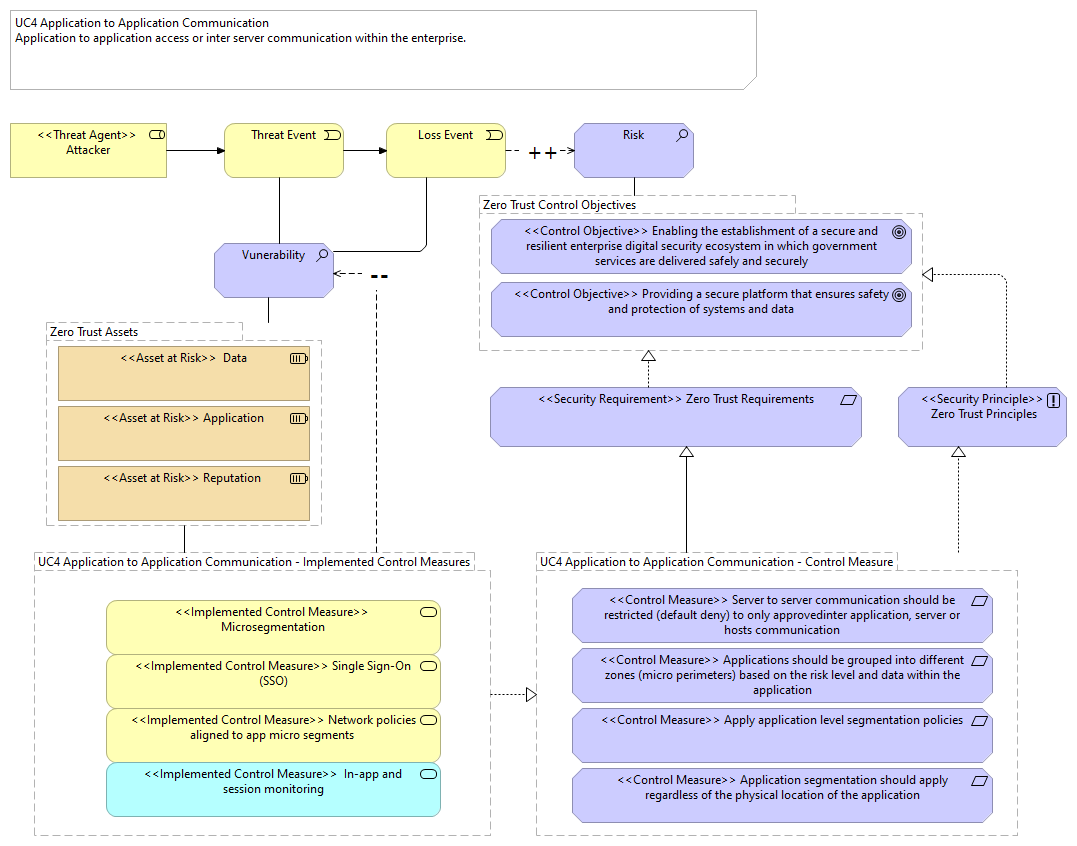 UC4 Application to Application Communication
Application to application access or inter server communication within the enterprise.
<<Threat Agent>>
Attacker
Threat Event
Loss Event
++
Risk
Zero Trust Control Objectives
<<Control Objective>> Enabling the establishment of a secure and
resilient enterprise digital security ecosystem in which government
services are delivered safely and securely
<<Control Objective>> Providing a secure platform that ensures safety
and protection of systems and data
Vunerability
--
Zero Trust Assets
<<Asset at Risk>> Data
<<Asset at Risk>> Application
<<Asset at Risk>> Reputation
<<Security Requirement>> Zero Trust Requirements
<<Security Principle>>
Zero Trust Principles
UC4 Application to Application Communication - Implemented Control Measures
<<Implemented Control Measure>>
Microsegmentation
<<Implemented Control Measure>> Single Sign-On
(SSO)
<<Implemented Control Measure>> Network policies
aligned to app micro segments
<<Implemented Control Measure>> In-app and
session monitoring
UC4 Application to Application Communication - Control Measure
<<Control Measure>> Server to server communication should be
restricted (default deny) to only approvedinter application, server or
hosts communication
<<Control Measure>> Applications should be grouped into different
zones (micro perimeters) based on the risk level and data within the
application
<<Control Measure>> Apply application level segmentation policies
<<Control Measure>> Application segmentation should apply
regardless of the physical location of the application